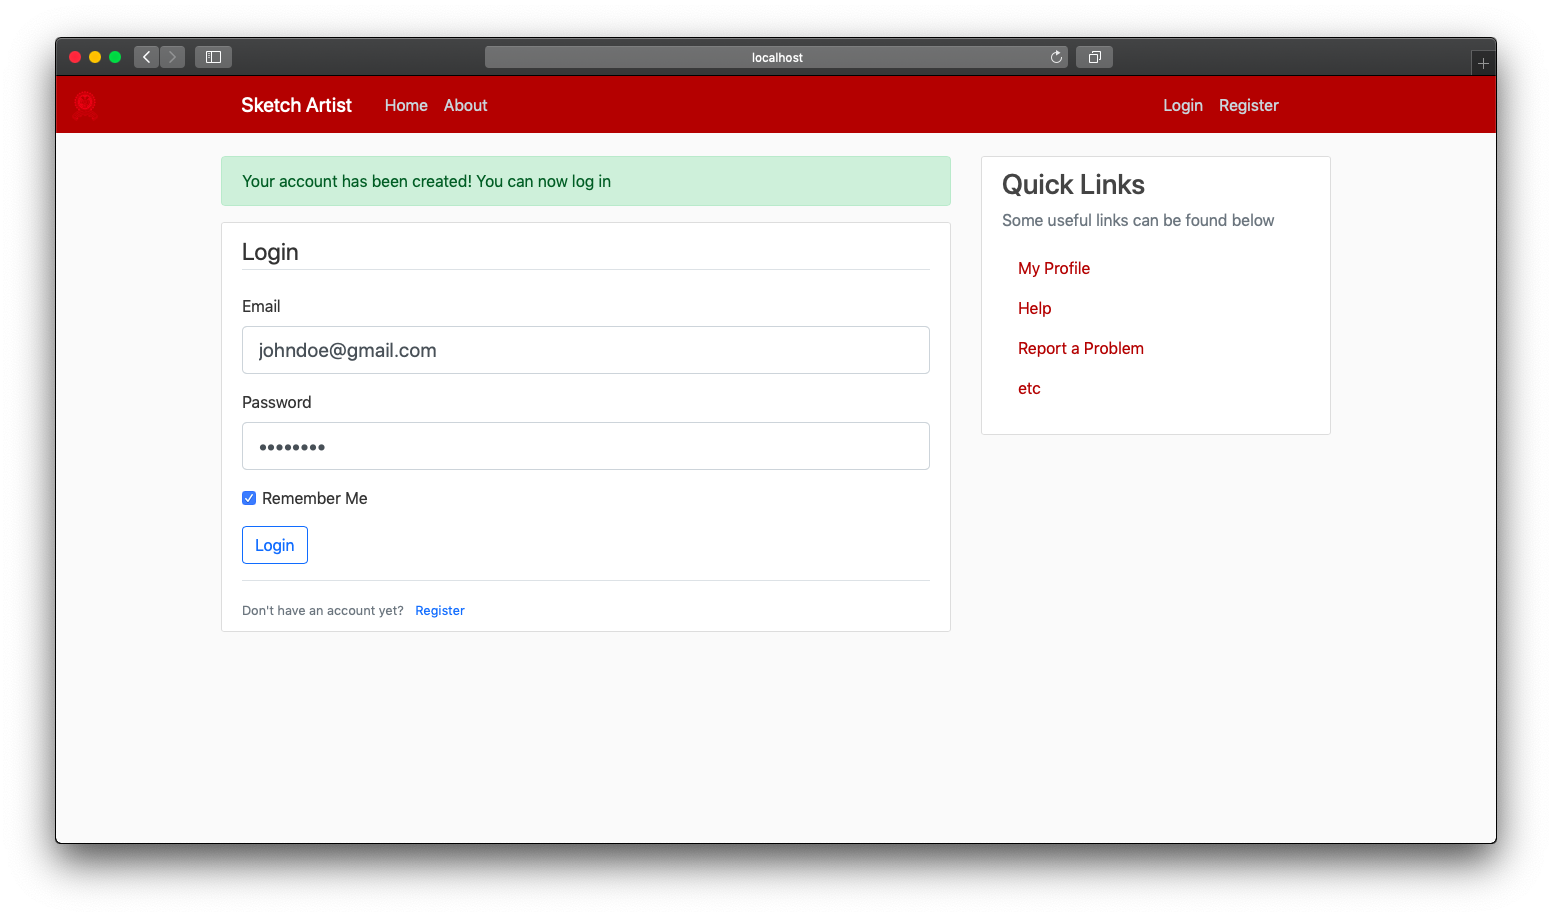 localhost
Sketch Artist Home About Login Register
Your account has been created! You can now log in
Login
Email
johndoe@gmail.com
Password
••••••••
Remember Me
Login
Don't have an account yet? Register
Quick Links
Some useful links can be found below
My Profile
Help
Report a Problem
etc